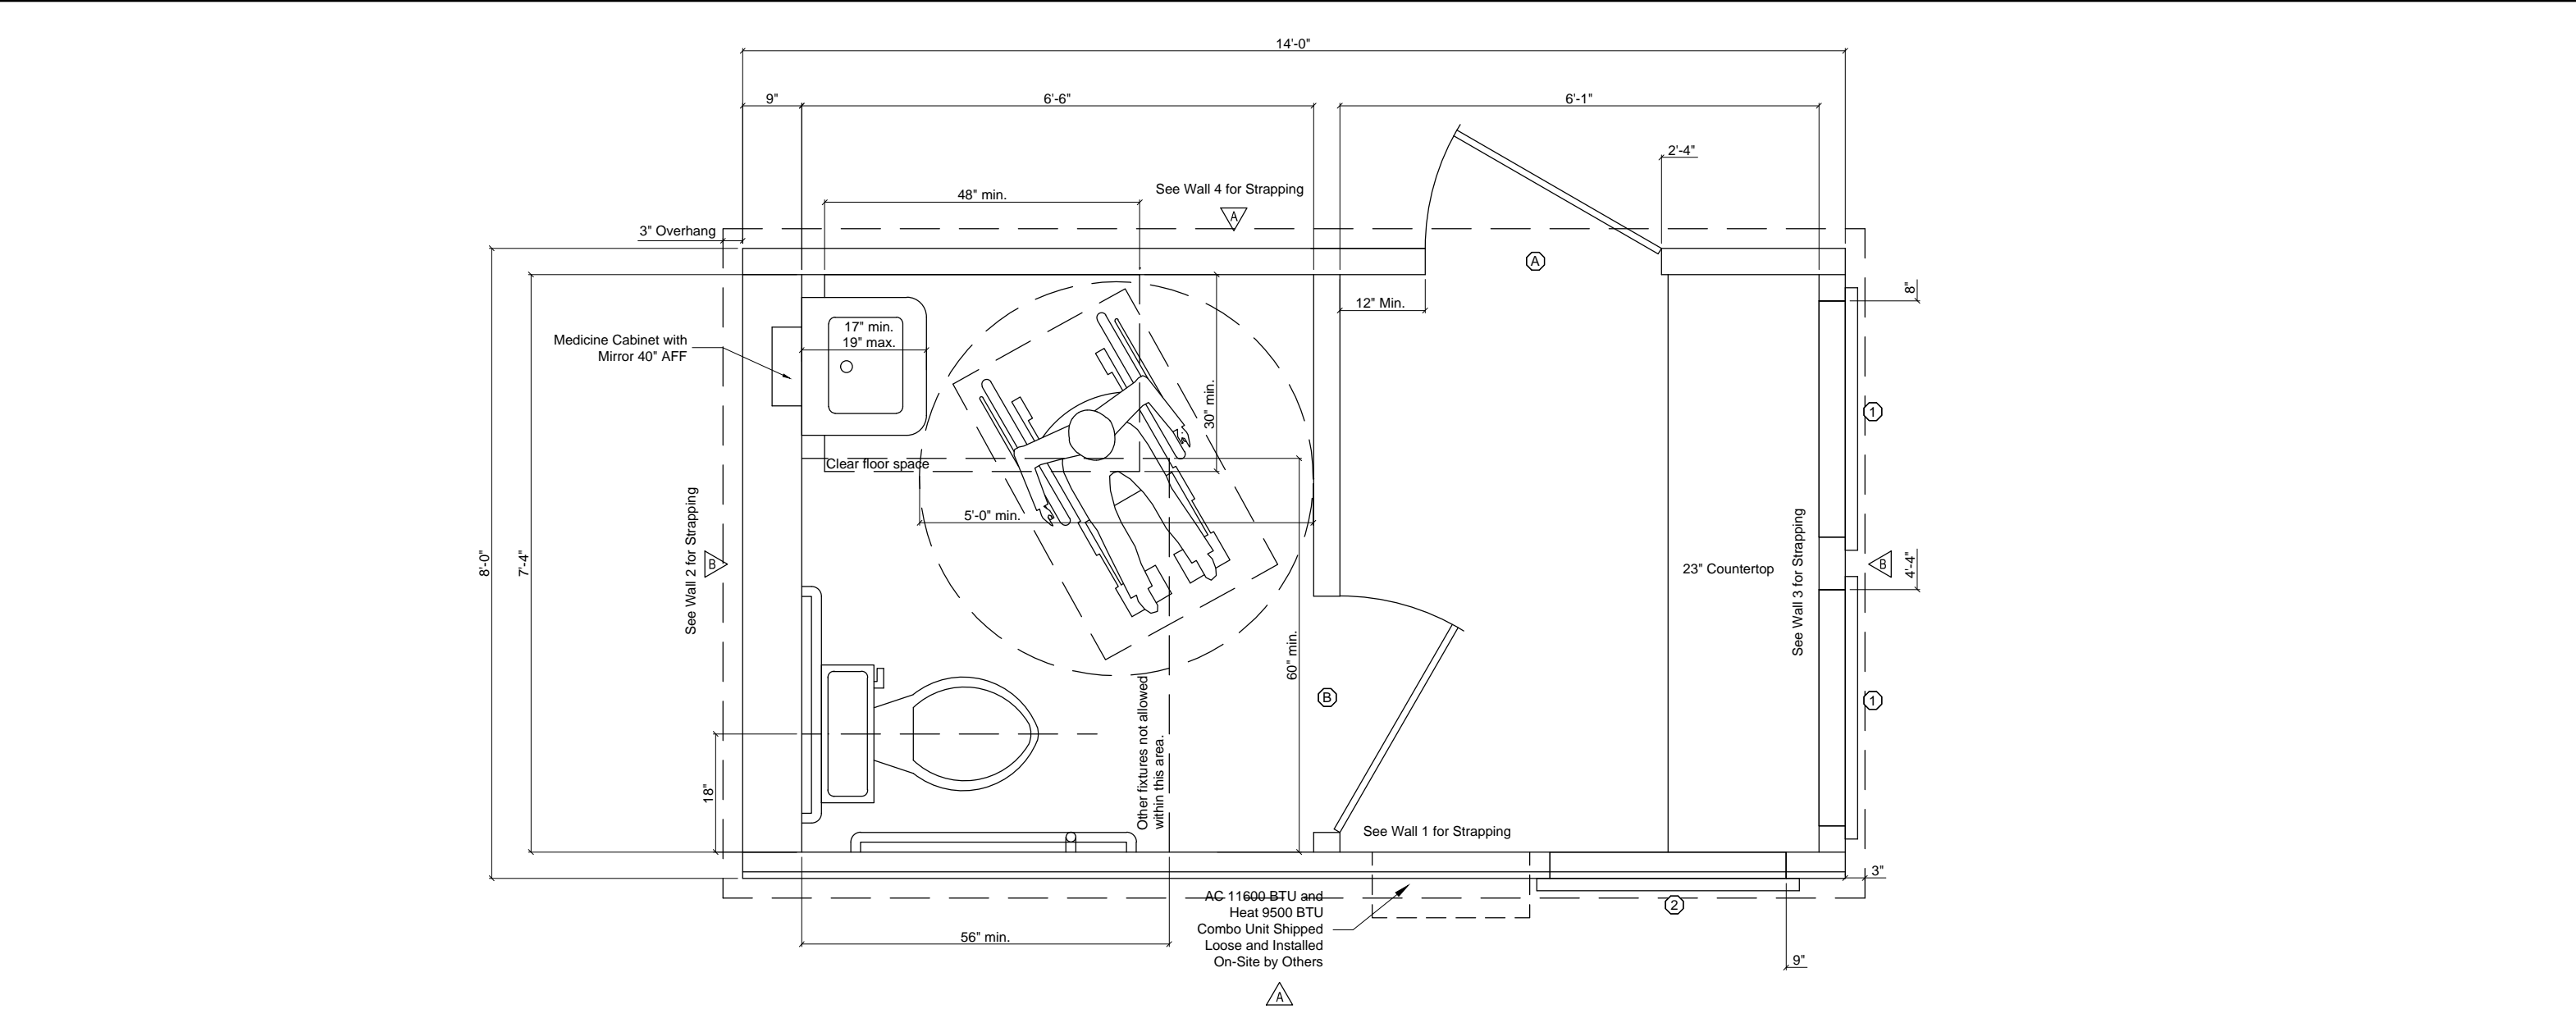 14'-0"
9"
6'-6"
6'-1"
2'-4"
48" min.
See Wall 4 for Strapping
A
3" Overhang
A
8"
12" Min.
17" min.
19" max.
Medicine Cabinet with
Mirror 40" AFF
30" min.
1
Clear floor space
5'-0" min.
See Wall 2 for Strapping
B
8'-0"
7'-4"
23" Countertop
See Wall 3 for Strapping
B
4'-4"
60" min.
B
1
Other fixtures not allowed
within this area.
18"
See Wall 1 for Strapping
3"
AC 11600 BTU and
Heat 9500 BTU
Combo Unit Shipped
Loose and Installed
On-Site by Others
2
56" min.
9"
A